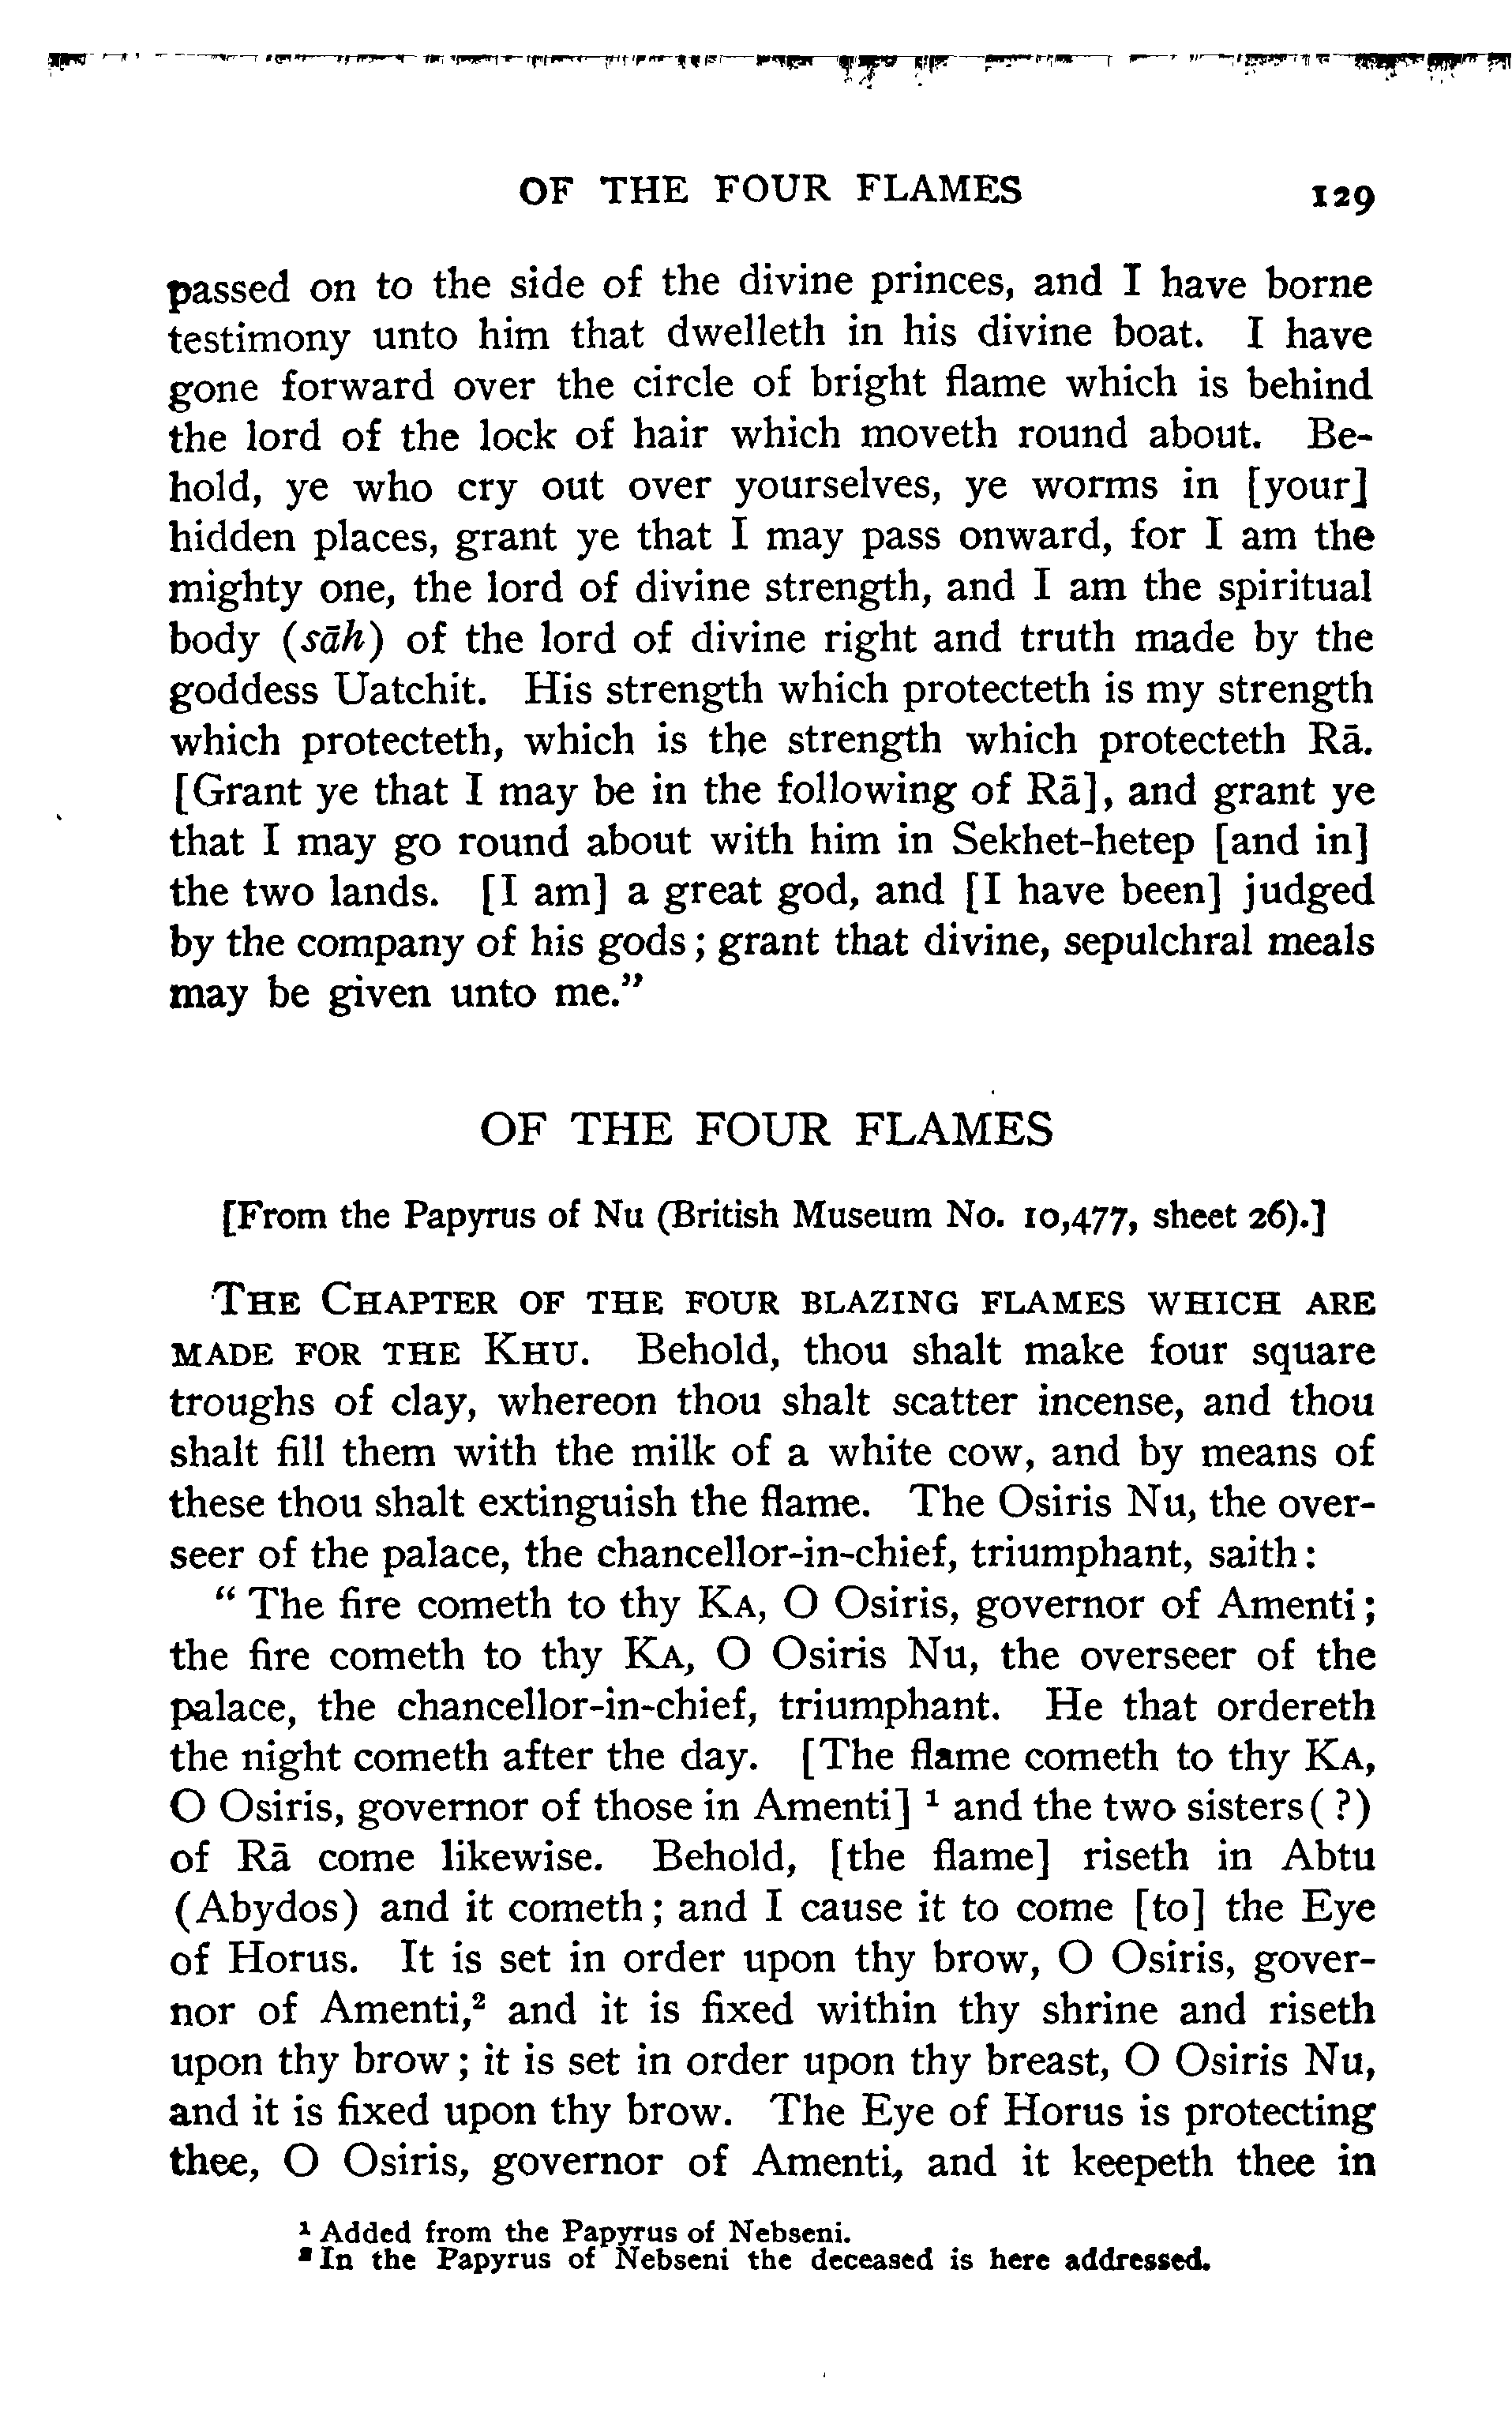 OF THE FOUR FLAMES 129
passed on to the side of the divine princes, and I have borne
testimony unto him that dwelleth in his divine boat. I have
gone forward over the circle of bright flame which is behind
the lord of the lock of hair which moveth round about. Be-
hold, ye who cry out over yourselves, ye worms in [your]
hidden places, grant ye that I may pass onward, for I am the
mighty one, the lord of divine strength, and I am the spiritual
body (sāh) of the lord of divine right and truth made by the
goddess Uatchit. His strength which protecteth is my strength
which protecteth, which is the strength which protecteth Rā.
[Grant ye that I may be in the following of Rā], and grant ye
that I may go round about with him in Sekhet-hetep [and in]
the two lands. [I am] a great god, and [I have been] judged
by the company of his gods; grant that divine, sepulchral meals
may be given unto me.”
OF THE FOUR FLAMES
[From the Papyrus of Nu (British Museum No. 10,477, sheet 26).]
THE CHAPTER OF THE FOUR BLAZING FLAMES WHICH ARE
MADE FOR THE KHU. Behold, thou shalt make four square
troughs of clay, whereon thou shalt scatter incense, and thou
shalt fill them with the milk of a white cow, and by means of
these thou shalt extinguish the flame. The Osiris Nu, the over-
seer of the palace, the chancellor-in-chief, triumphant, saith:
“The fire cometh to thy KA, O Osiris, governor of Amenti;
the fire cometh to thy KA, O Osiris Nu, the overseer of the
palace, the chancellor-in-chief, triumphant. He that ordereth
the night cometh after the day. [The flame cometh to thy KA,
O Osiris, governor of those in Amenti] ¹ and the two sisters(?)
of Rā come likewise. Behold, [the flame] riseth in Abtu
(Abydos) and it cometh; and I cause it to come [to] the Eye
of Horus. It is set in order upon thy brow, O Osiris, gover-
nor of Amenti,² and it is fixed within thy shrine and riseth
upon thy brow; it is set in order upon thy breast, O Osiris Nu,
and it is fixed upon thy brow. The Eye of Horus is protecting
thee, O Osiris, governor of Amenti, and it keepeth thee in
¹ Added from the Papyrus of Nebseni.
² In the Papyrus of Nebseni the deceased is here addressed.